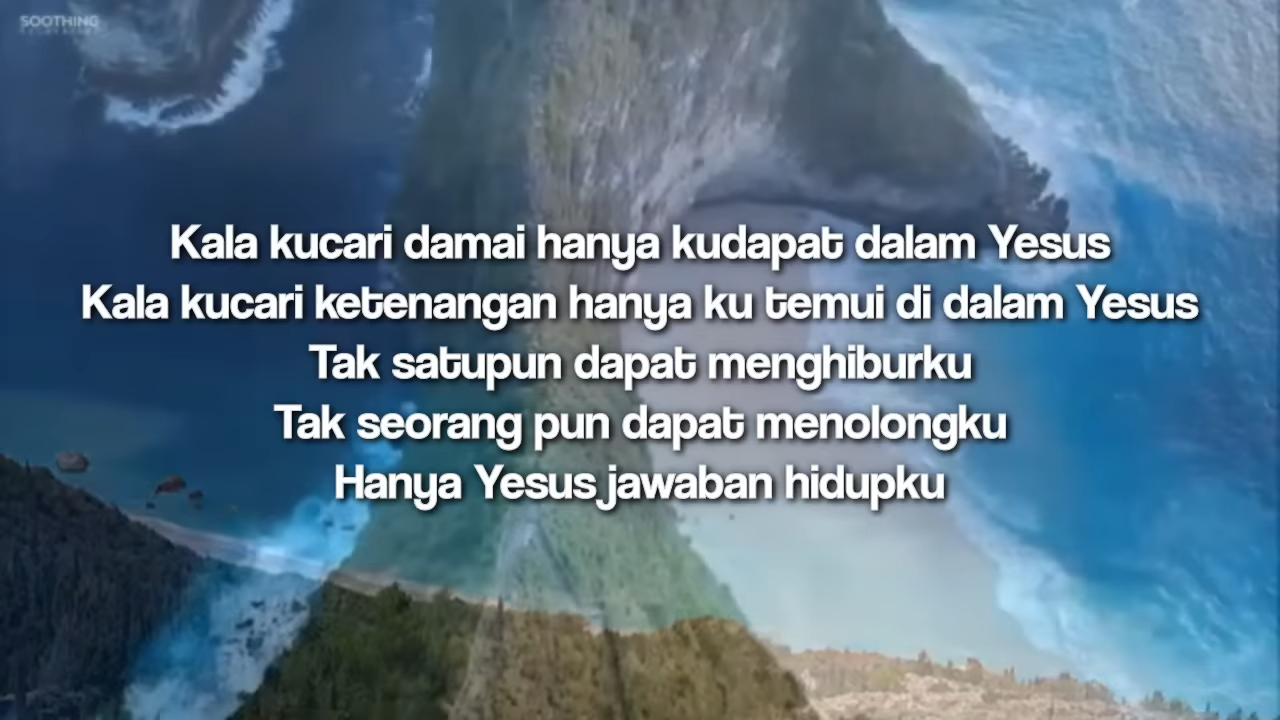 SOOTHING
Kala kucari damai hanya kudapat dalam Yesus
Kala kucari ketenangan hanya ku temui di dalam Yesus
Tak satupun dapat menghiburku
Tak seorang pun dapat menolongku
Hanya Yesus jawaban hidupku